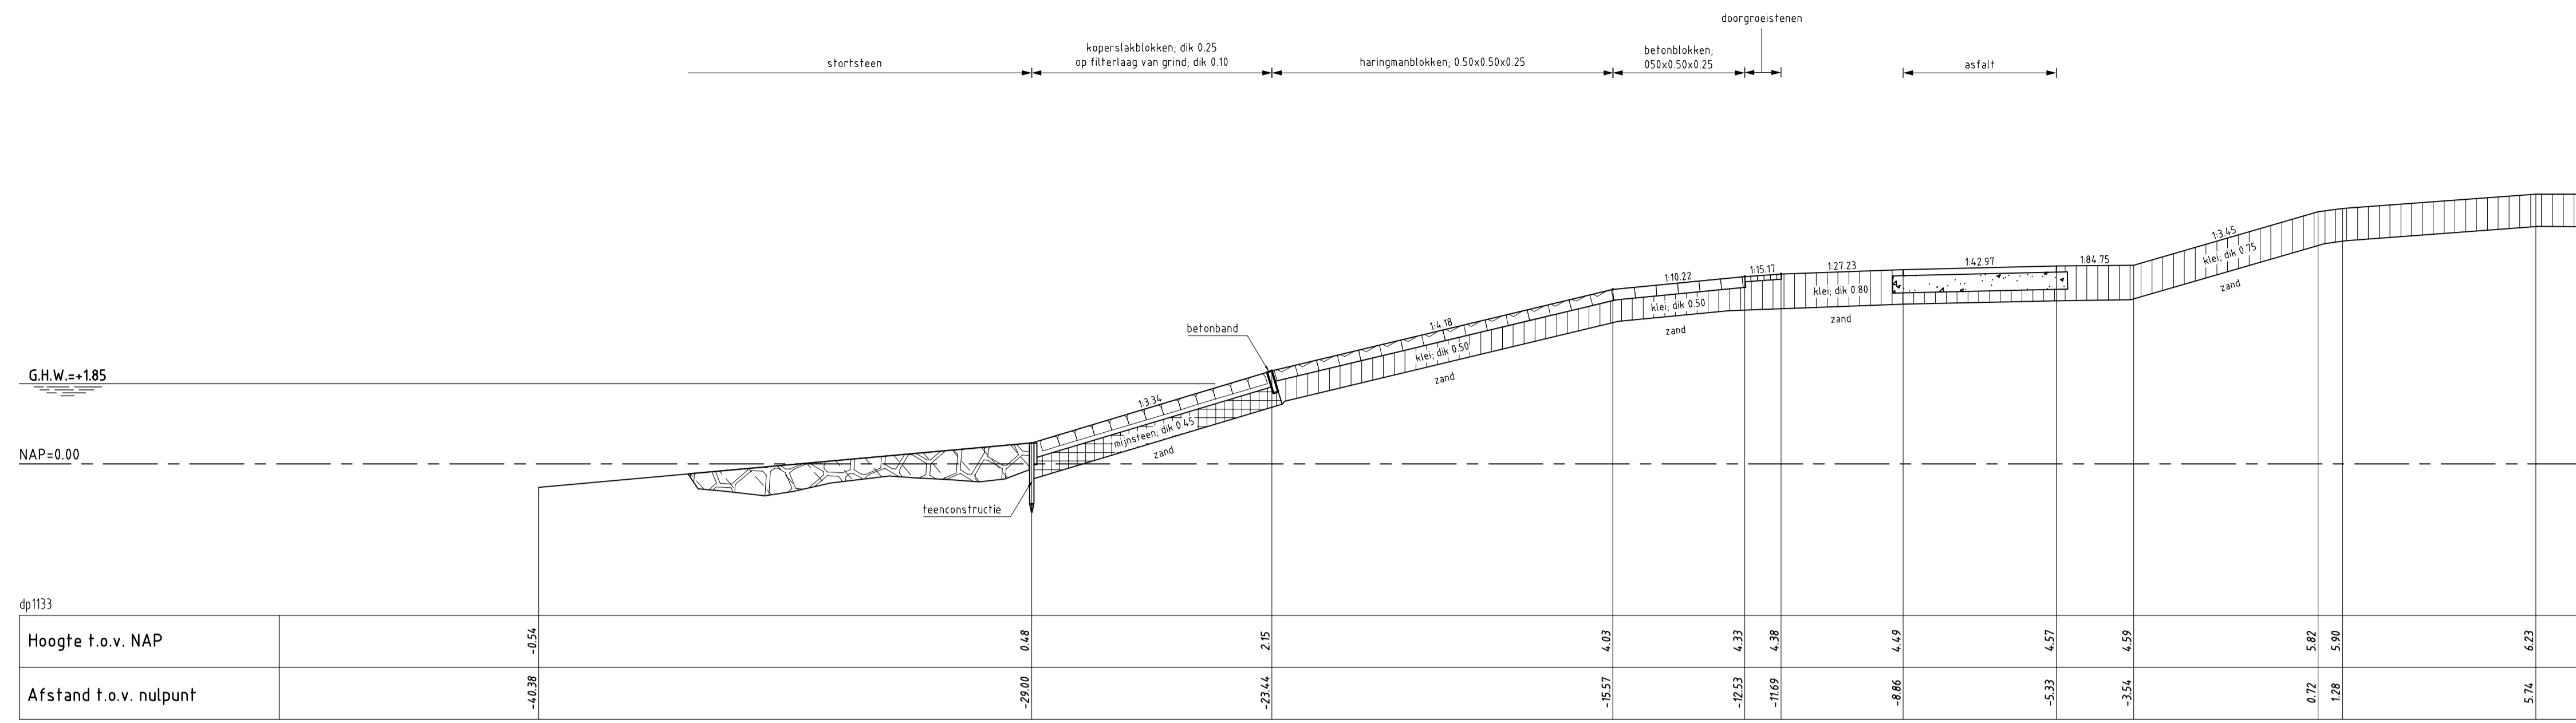 doorgroeistenen
koperslakblokken; dik 0.25
op filterlaag van grind; dik 0.10
betonblokken;
050x0.50x0.25
stortsteen
haringmanblokken; 0.50x0.50x0.25
asfalt
1:3.45
klei; dik 0.75
zand
1:10.22
1:15.17
1:27.23
1:42.97
1:84.75
klei; dik 0.50
klei; dik 0.80
zand
zand
betonband
1:4.18
klei; dik 0.50
zand
G.H.W.=+1.85
1:3.34
mijnsteen; dik 0.45
zand
NAP=0.00
teenconstructie
dp1133
Hoogte t.o.v. NAP
-0.54
0.48
2.15
4.03
4.33
4.38
4.49
4.57
4.59
5.82
5.90
6.23
Afstand t.o.v. nulpunt
-40.38
-29.00
-23.44
-15.57
-12.53
-11.69
-8.86
-5.33
-3.54
0.72
1.28
5.74